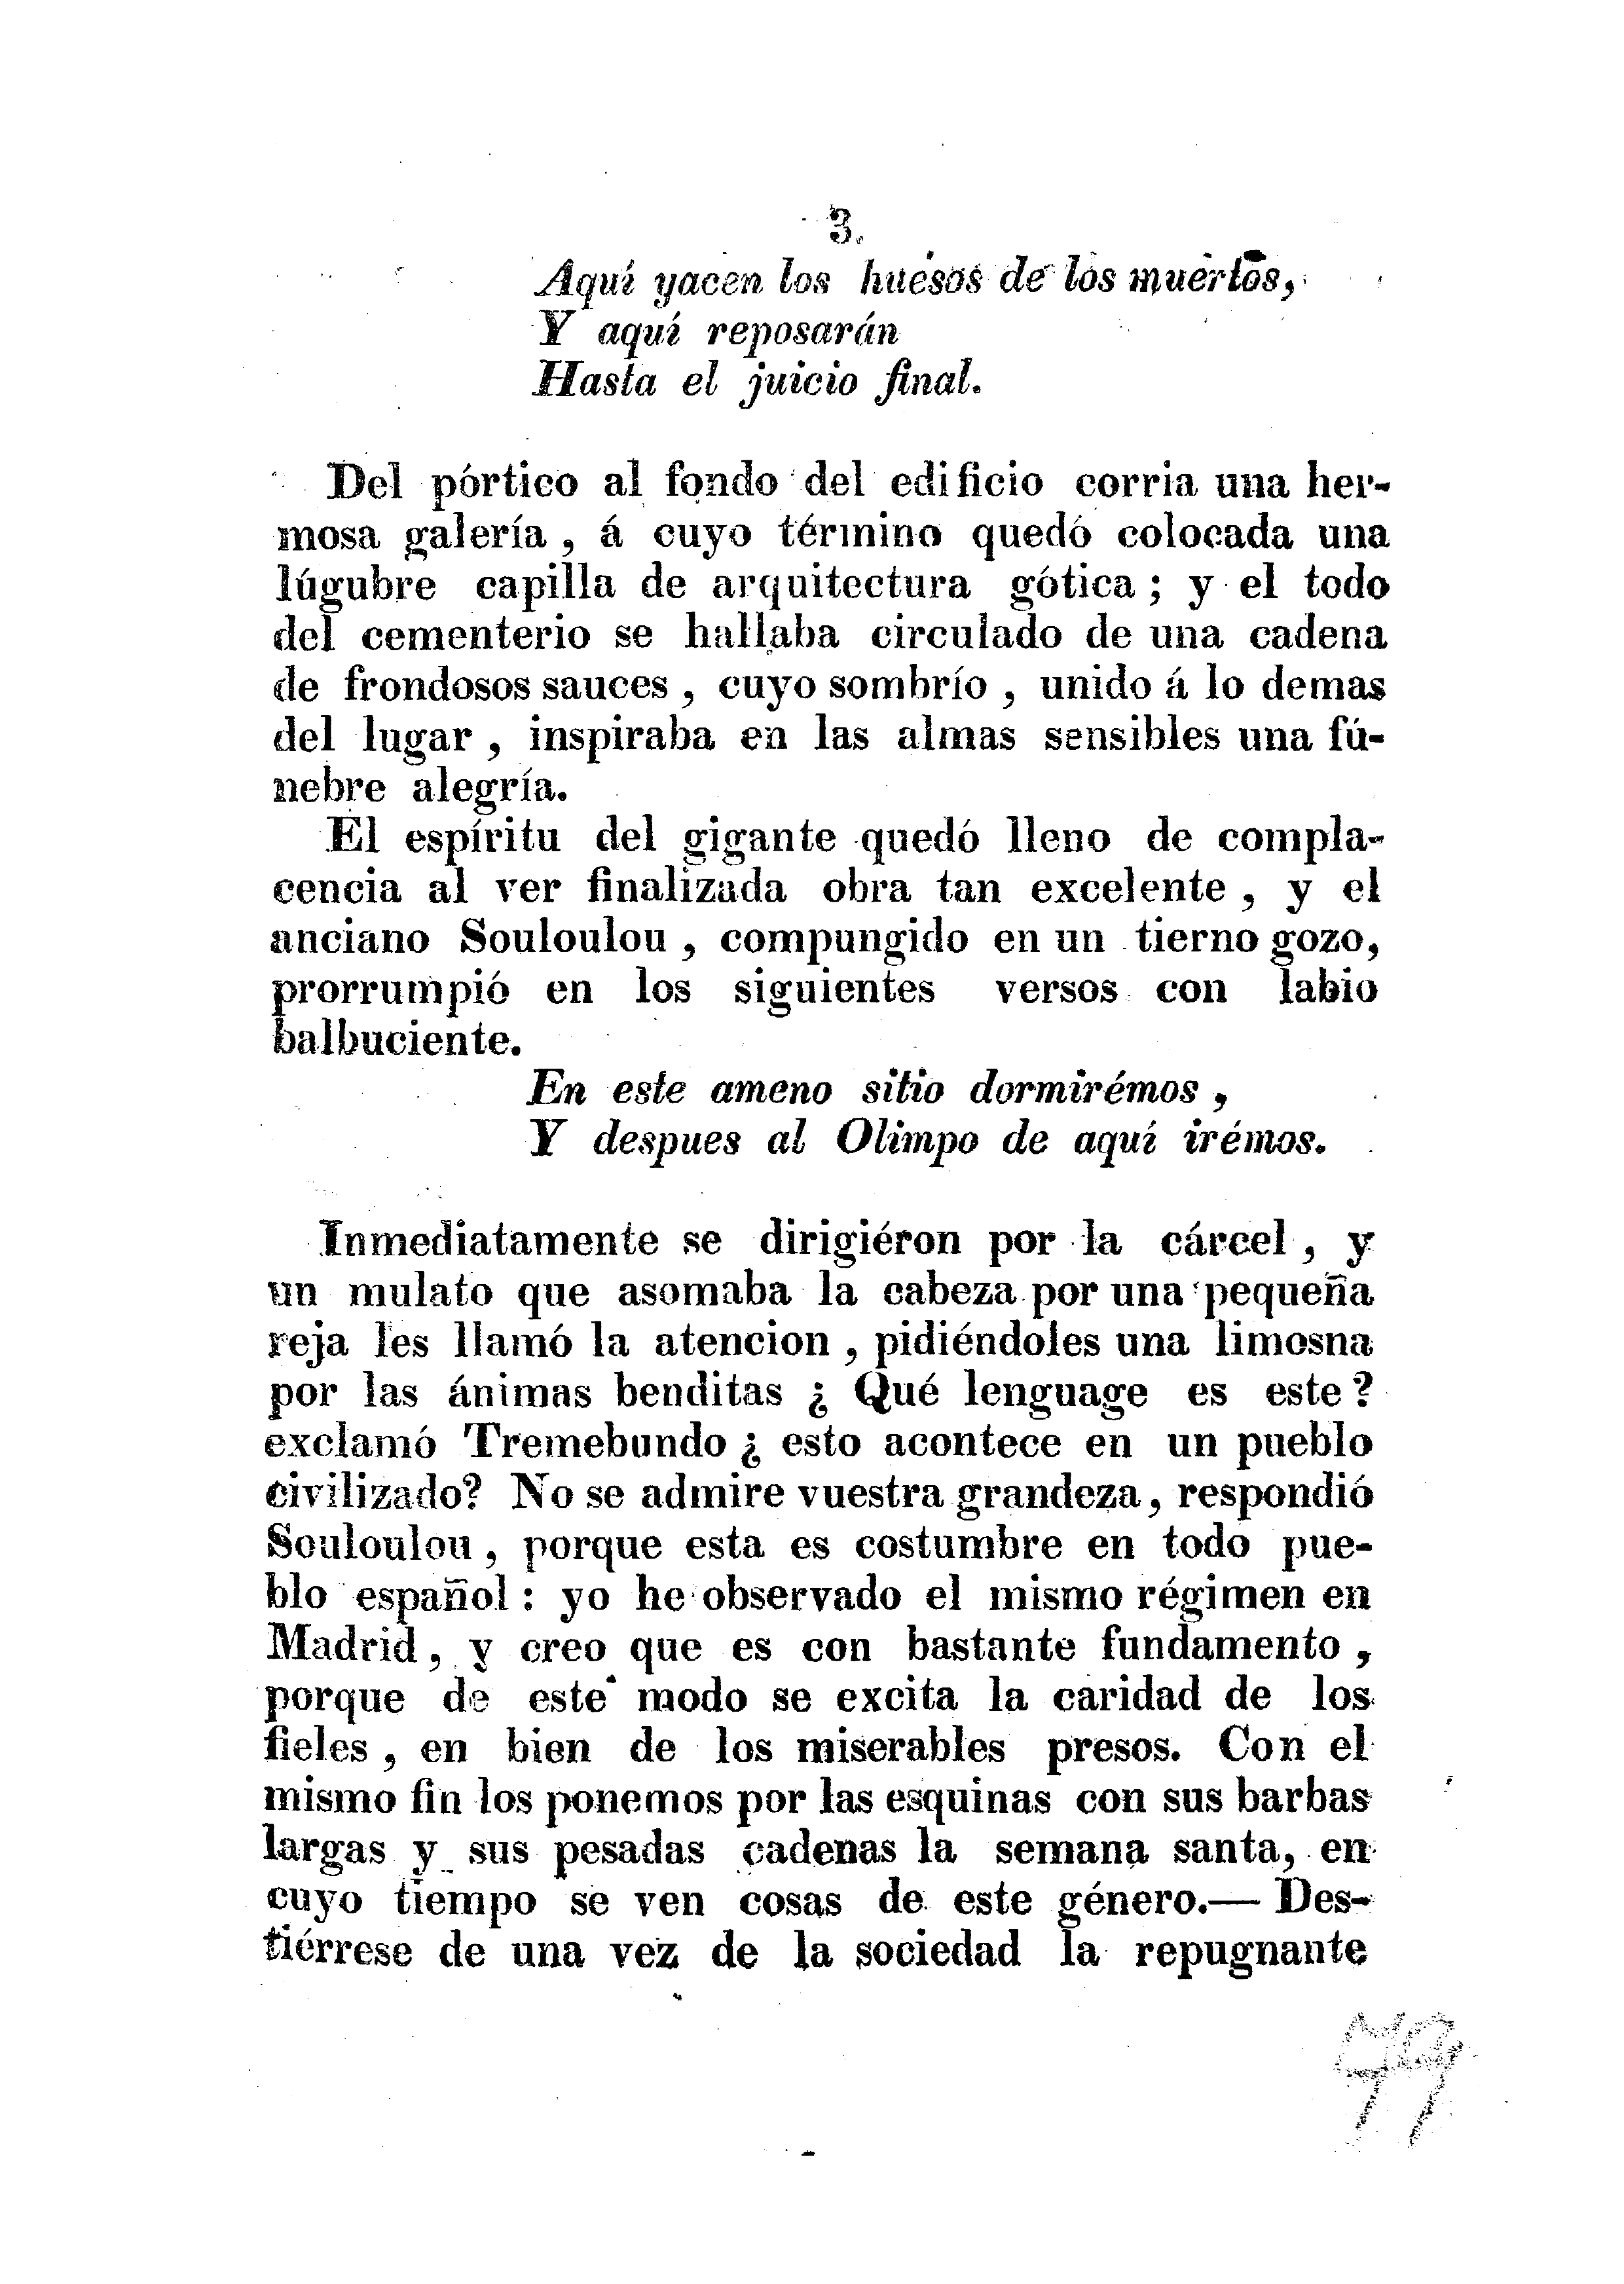 3.
Aquí yacen los huesos de los muertos,
Y aquí reposarán
Hasta el juicio final.
Del pórtico al fondo del edificio corria una her-
mosa galería, á cuyo término quedó colocada una
lúgubre capilla de arquitectura gótica; y el todo
del cementerio se hallaba circulado de una cadena
de frondosos sauces, cuyo sombrío, unido á lo demas
del lugar, inspiraba en las almas sensibles una fú-
nebre alegría.
El espíritu del gigante quedó lleno de compla-
cencia al ver finalizada obra tan excelente, y el
anciano Souloulou, compungido en un tierno gozo,
prorrumpió en los siguientes versos con labio
balbuciente.
En este ameno sitio dormirémos,
Y despues al Olimpo de aquí irémos.
Inmediatamente se dirigiéron por la cárcel, y
un mulato que asomaba la cabeza por una pequeña
reja les llamó la atencion, pidiéndoles una limosna
por las ánimas benditas ¿ Qué lenguage es este?
exclamó Tremebundo ¿ esto acontece en un pueblo
civilizado? No se admire vuestra grandeza, respondió
Souloulou, porque esta es costumbre en todo pue-
blo español: yo he observado el mismo régimen en
Madrid, y creo que es con bastante fundamento,
porque de este modo se excita la caridad de los
fieles, en bien de los miserables presos. Con el
mismo fin los ponemos por las esquinas con sus barbas
largas y sus pesadas cadenas la semana santa, en
cuyo tiempo se ven cosas de este género.— Des-
tiérrese de una vez de la sociedad la repugnante
79